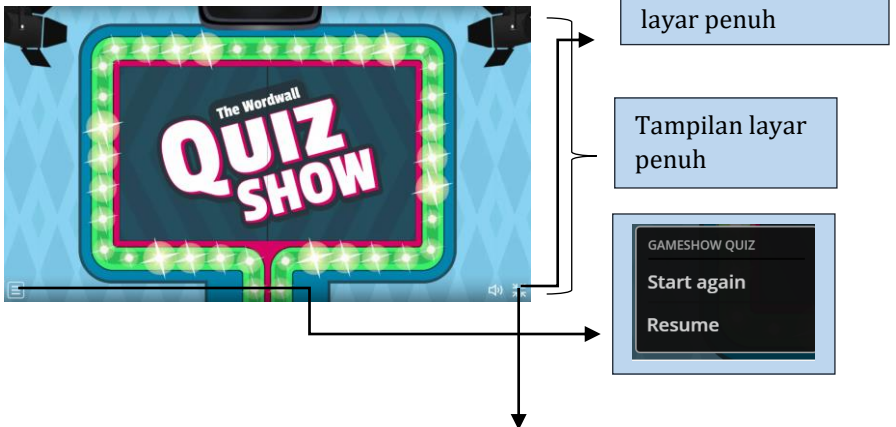 layar penuh
The Wordwall
QUIZ
SHOW
Tampilan layar
penuh
GAMESHOW QUIZ
Start again
Resume